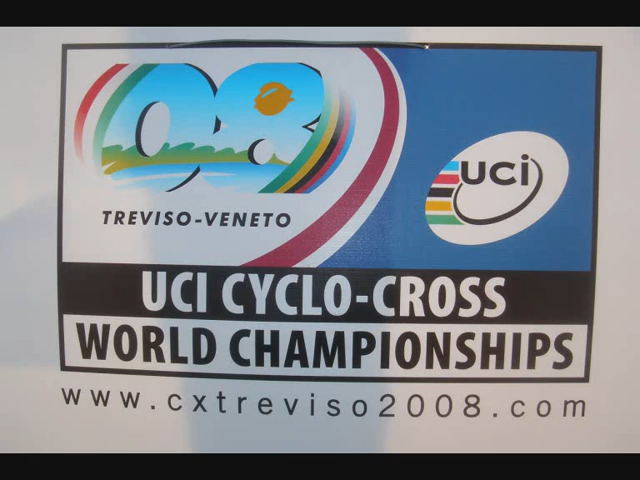 08
TREVISO-VENETO
uci
UCI CYCLO-CROSS
WORLD CHAMPIONSHIPS
www.cxtreviso2008.com